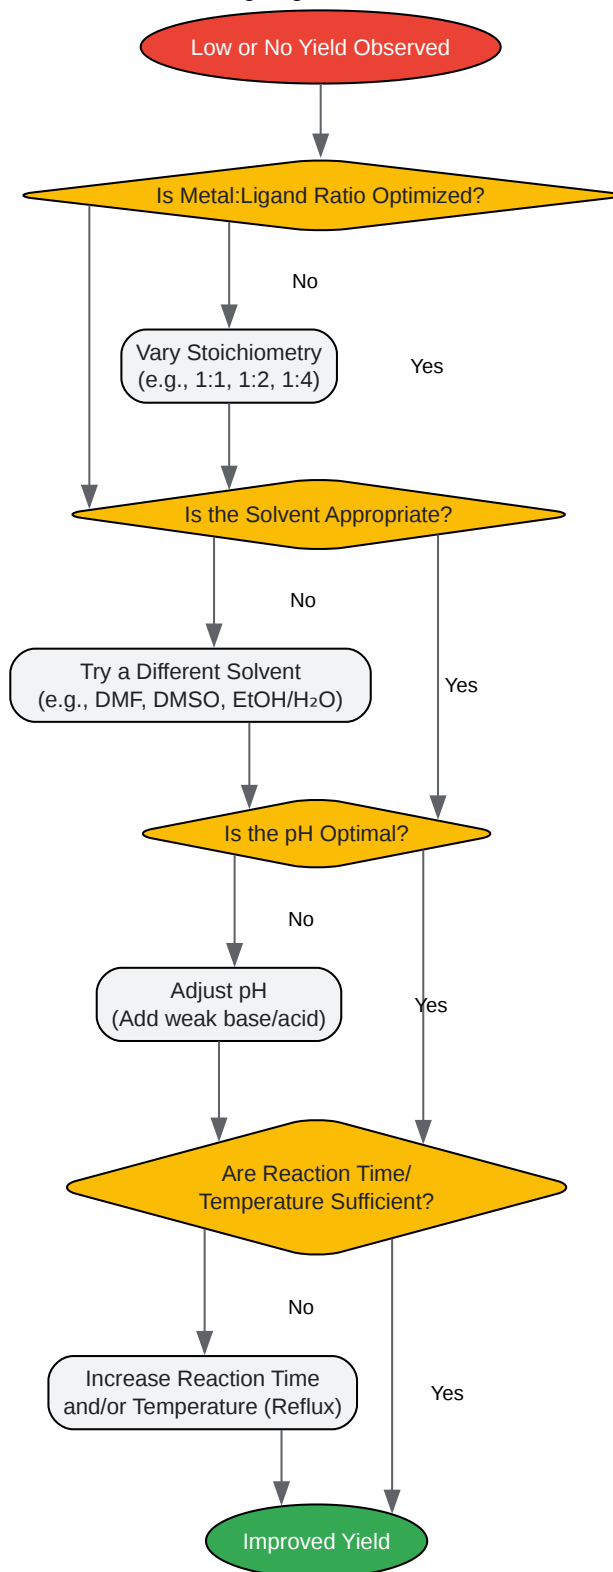 Low or No Yield Observed
Is Metal:Ligand Ratio Optimized?
No
Vary Stoichiometry
(e.g., 1:1, 1:2, 1:4)
Yes
Is the Solvent Appropriate?
No
Try a Different Solvent
(e.g., DMF, DMSO, EtOH/H₂O)
Yes
Is the pH Optimal?
No
Adjust pH
(Add weak base/acid)
Yes
Are Reaction Time/
Temperature Sufficient?
No
Increase Reaction Time
and/or Temperature (Reflux)
Yes
Improved Yield